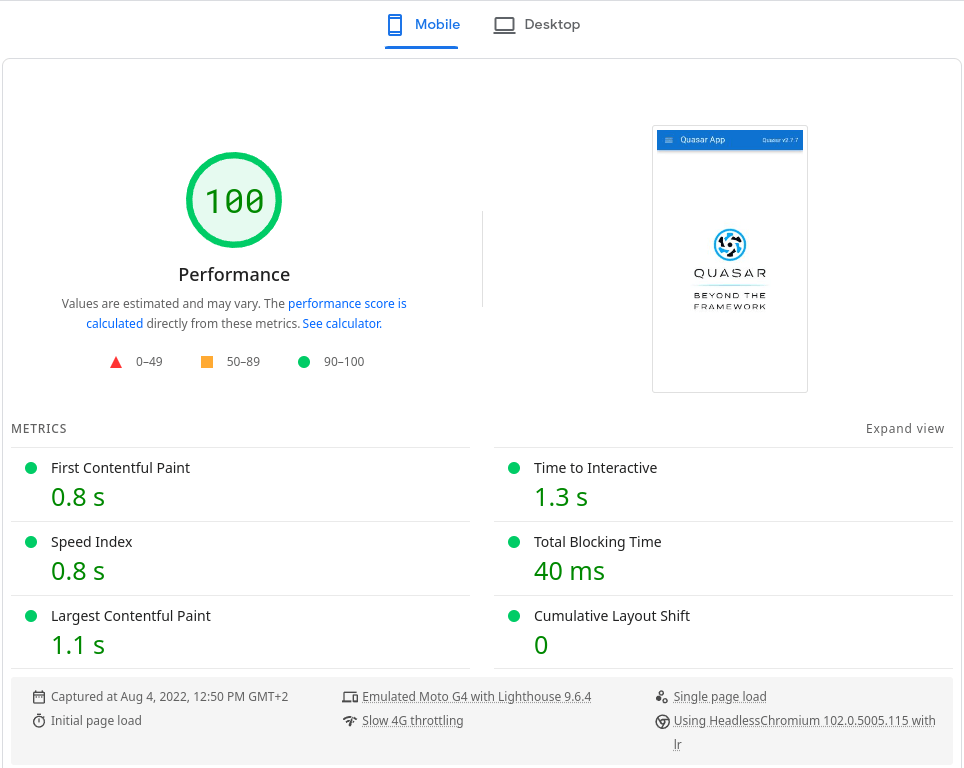 Mobile
Desktop
100
Performance
Values are estimated and may vary. The performance score is
calculated directly from these metrics. See calculator.
0–49
50–89
90–100
Quasar App
Quasar v2.7.7
QUASAR
BEYOND THE
FRAMEWORK
METRICS
Expand view
First Contentful Paint
0.8 s
Time to Interactive
1.3 s
Speed Index
0.8 s
Total Blocking Time
40 ms
Largest Contentful Paint
1.1 s
Cumulative Layout Shift
0
Captured at Aug 4, 2022, 12:50 PM GMT+2
Emulated Moto G4 with Lighthouse 9.6.4
Single page load
Initial page load
Slow 4G throttling
Using HeadlessChromium 102.0.5005.115 with
lr